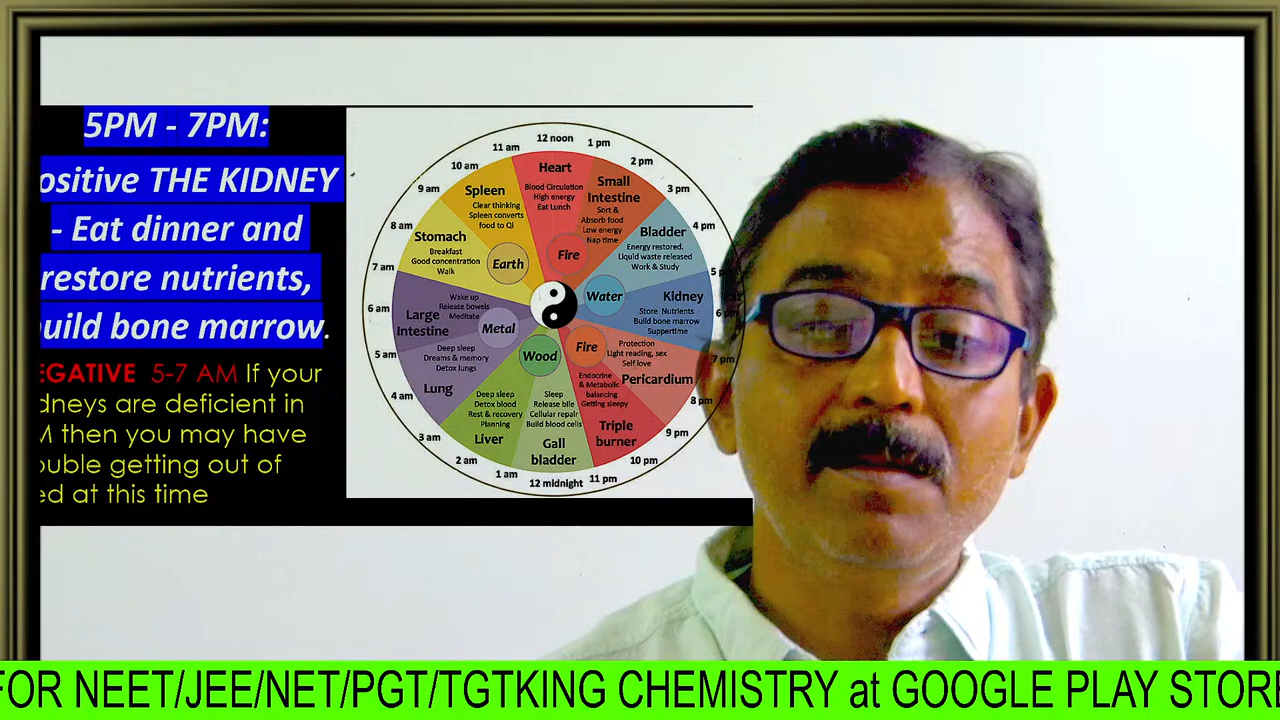 5PM - 7PM:
ositive THE KIDNEY
- Eat dinner and
restore nutrients,
uild bone marrow.
EGATIVE 5-7 AM If your
dneys are deficient in
M then you may have
ouble getting out of
ed at this time
12 noon
1 pm
2 pm
3 pm
4 pm
5 p
6 p
7 pm
8 pm
9 pm
10 pm
11 pm
12 midnight
1 am
2 am
3 am
4 am
5 am
6 am
7 am
8 am
9 am
10 am
11 am
Heart
Blood Circulation
High energy
Eat Lunch
Small
Intestine
Sort &
Absorb food
Low energy
Nap time
Bladder
Energy restored.
Liquid waste released
Work & Study
Kidney
Store Nutrients
Build bone marrow
Suppertime
Protection
Light reading, sex
Self love
Pericardium
Endocrine
& Metabolic
balancing
Getting sleepy
Triple
burner
Sleep
Release bile
Cellular repair
Build blood cells
Gall
bladder
Deep sleep
Detox blood
Rest & recovery
Planning
Liver
Deep sleep
Dreams & memory
Detox lungs
Lung
Wake up
Release bowels
Meditate
Large
Intestine
Stomach
Breakfast
Good concentration
Walk
Spleen
Clear thinking
Spleen converts
food to QI
Earth
Fire
Water
Fire
Wood
Metal
FOR NEET/JEE/NET/PGT/TGTKING CHEMISTRY at GOOGLE PLAY STORE